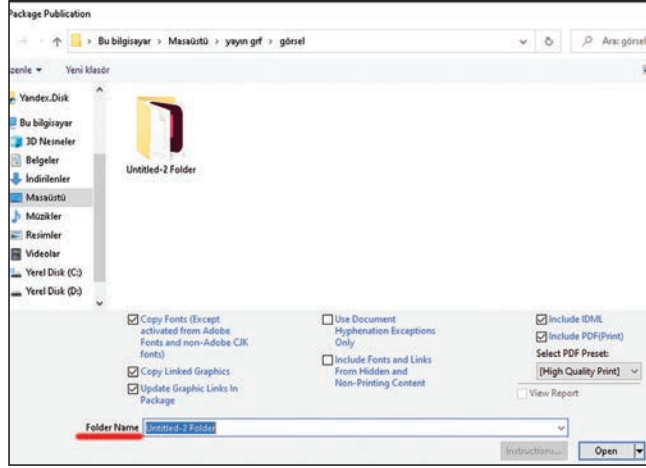 Package Publication
Bu bilgisayar > Masaüstü > yayın grf > görsel
Ara: görsel
zenle
Yeni klasör
Yandex.Disk
Bu bilgisayar
3D Nesneler
Belgeler
İndirilenler
Masaüstü
Müzikler
Resimler
Videolar
Yerel Disk (C:)
Yerel Disk (D:)
Untitled-2 Folder
Copy Fonts (Except
activated from Adobe
Fonts and non-Adobe CJK
fonts)
Copy Linked Graphics
Update Graphic Links In
Package
Use Document
Hyphenation Exceptions
Only
Include Fonts and Links
From Hidden and
Non-Printing Content
Include IDML
Include PDF(Print)
Select PDF Preset:
[High Quality Print]
View Report
Folder Name Untitled-2 Folder
Instructions...
Open